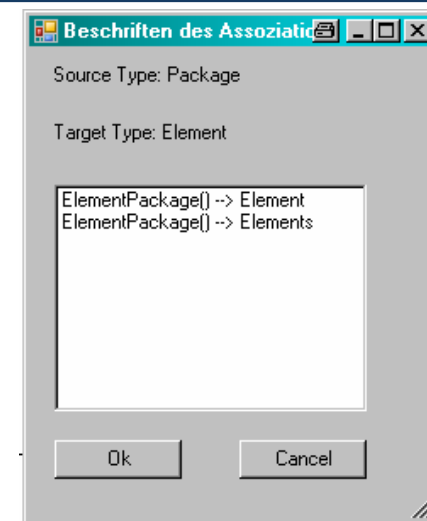 Beschriften des Assoziatio
Source Type: Package
Target Type: Element
ElementPackage() --> Element
ElementPackage() --> Elements
Ok
Cancel